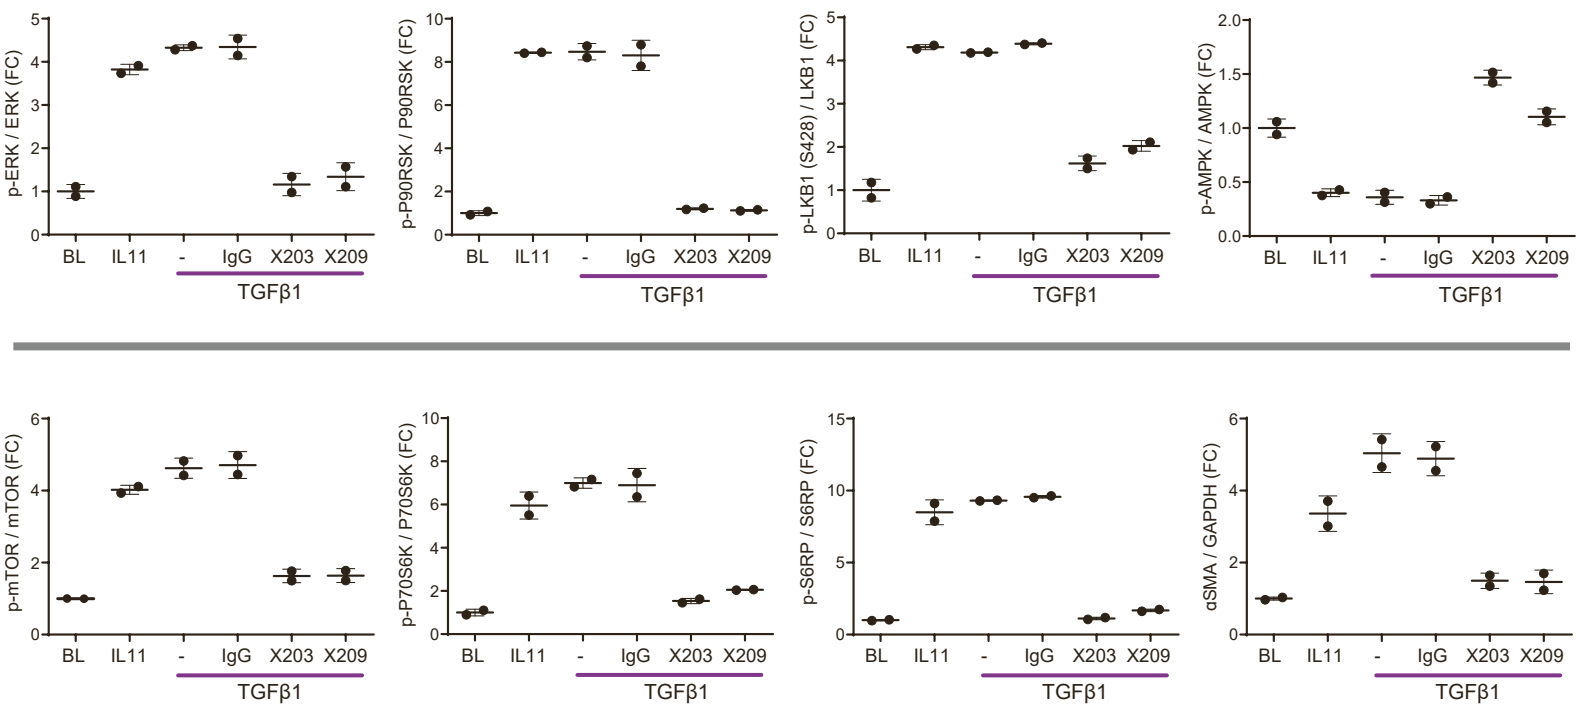 p-ERK / ERK (FC)
5
4
3
2
1
0
BL IL11 - IgG X203 X209
TGFβ1
p-P90RSK / P90RSK (FC)
10
8
6
4
2
0
BL IL11 - IgG X203 X209
TGFβ1
p-LKB1 (S428) / LKB1 (FC)
5
4
3
2
1
0
BL IL11 - IgG X203 X209
TGFβ1
p-AMPK / AMPK (FC)
2.0
1.5
1.0
0.5
0.0
BL IL11 - IgG X203 X209
TGFβ1
p-mTOR / mTOR (FC)
6
4
2
0
BL IL11 - IgG X203 X209
TGFβ1
p-P70S6K / P70S6K (FC)
10
8
6
4
2
0
BL IL11 - IgG X203 X209
TGFβ1
p-S6RP / S6RP (FC)
15
10
5
0
BL IL11 - IgG X203 X209
TGFβ1
αSMA / GAPDH (FC)
6
4
2
0
BL IL11 - IgG X203 X209
TGFβ1